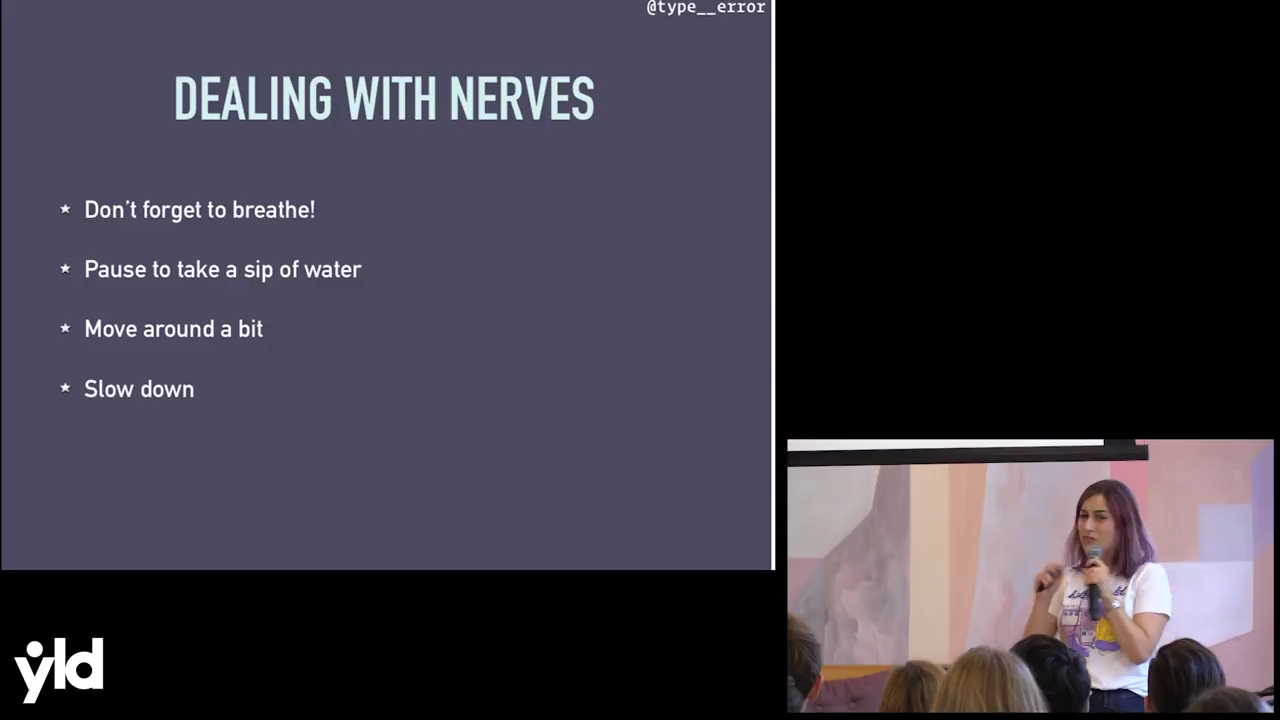 @type__error
DEALING WITH NERVES
★ Don't forget to breathe!
★ Pause to take a sip of water
★ Move around a bit
★ Slow down
yld